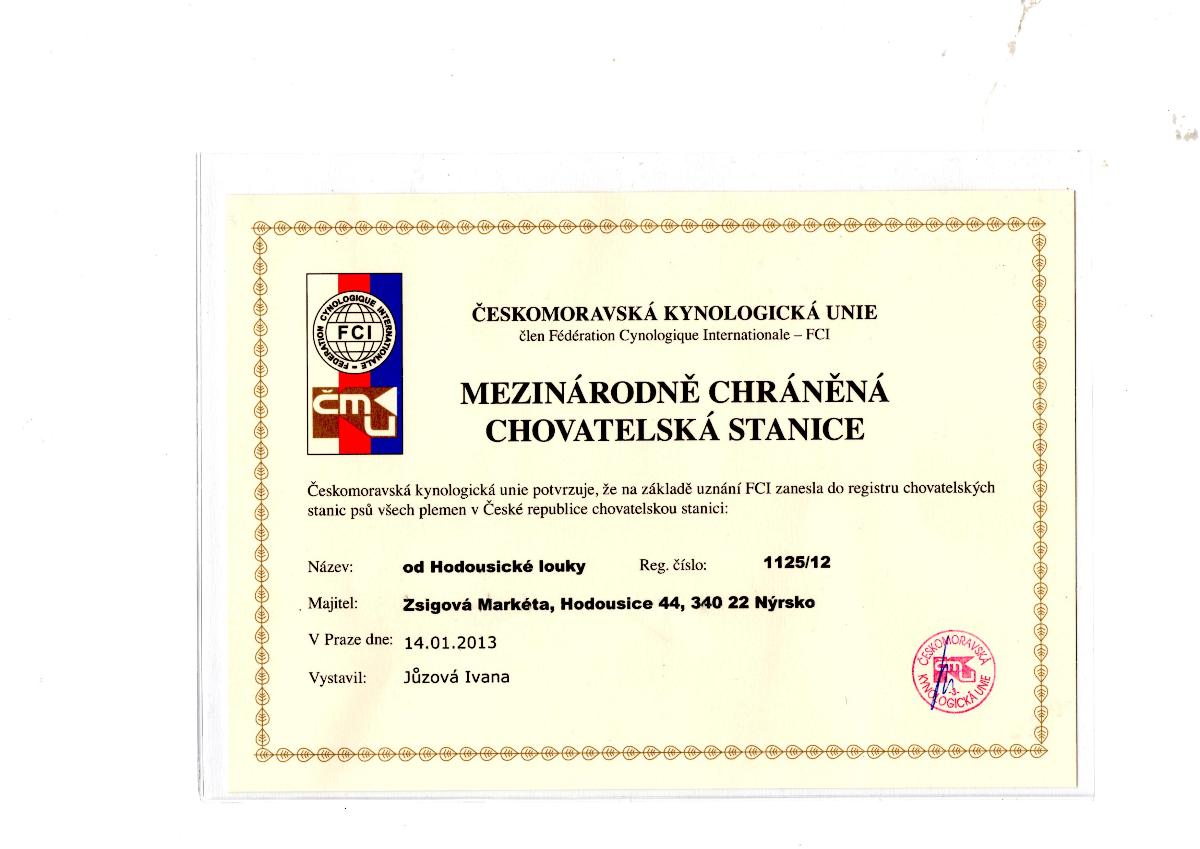 FEDERATION CYNOLOGIQUE INTERNATIONALE –
FCI
čmu
ČESKOMORAVSKÁ KYNOLOGICKÁ UNIE
člen Fédération Cynologique Internationale – FCI
MEZINÁRODNĚ CHRÁNĚNÁ
CHOVATELSKÁ STANICE
Českomoravská kynologická unie potvrzuje, že na základě uznání FCI zanesla do registru chovatelských
stanic psů všech plemen v České republice chovatelskou stanici:
Název: od Hodousické louky Reg. číslo: 1125/12
Majitel: Zsigová Markéta, Hodousice 44, 340 22 Nýrsko
V Praze dne: 14.01.2013
Vystavil: Jůzová Ivana
ČESKOMORAVSKÁ
KYNOLOGICKÁ UNIE
-3-